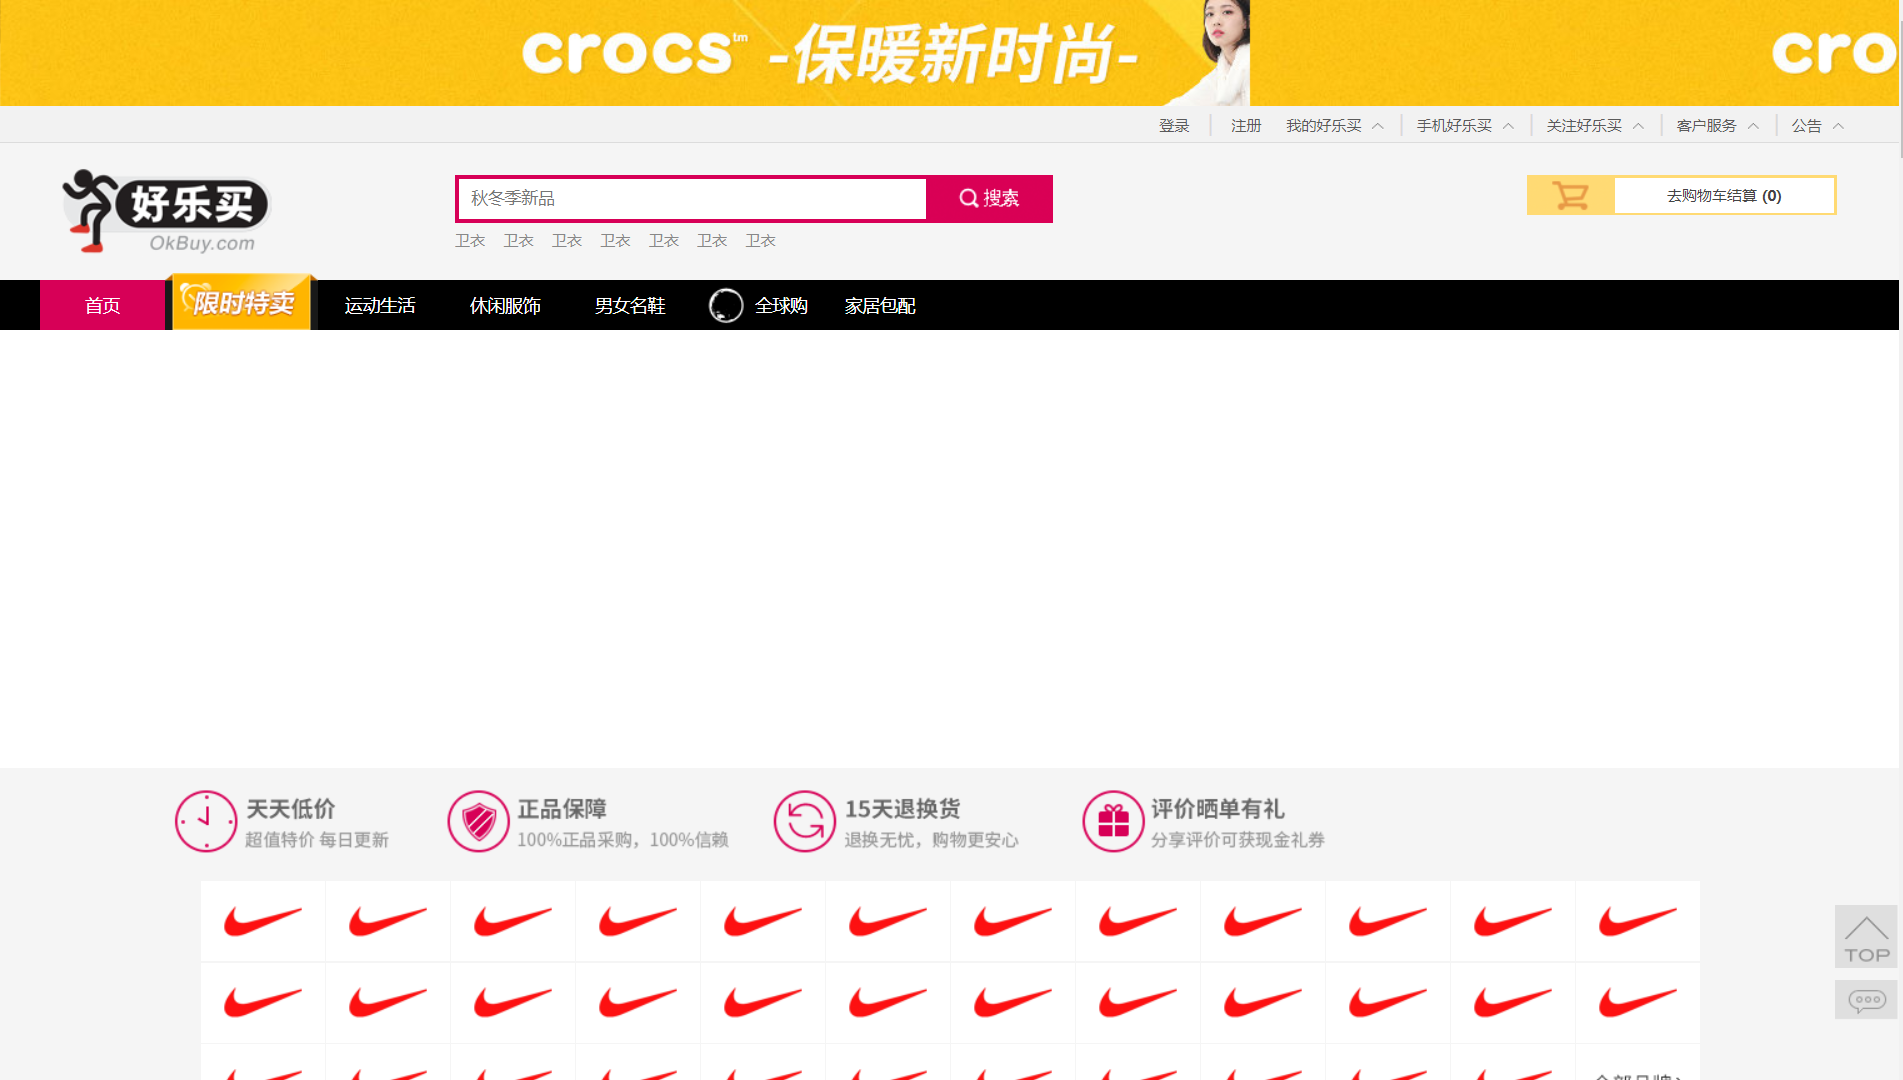 crocs™ -保暖新时尚-
cro
登录 注册 我的好乐买 手机好乐买 关注好乐买 客户服务 公告
好乐买
OkBuy.com
秋冬季新品
搜索
去购物车结算 (0)
卫衣 卫衣 卫衣 卫衣 卫衣 卫衣 卫衣
首页 限时特卖 运动生活 休闲服饰 男女名鞋 全球购 家居包配
天天低价
超值特价 每日更新
正品保障
100%正品采购，100%信赖
15天退换货
退换无忧，购物更安心
评价晒单有礼
分享评价可获现金礼券
TOP
全部品牌>